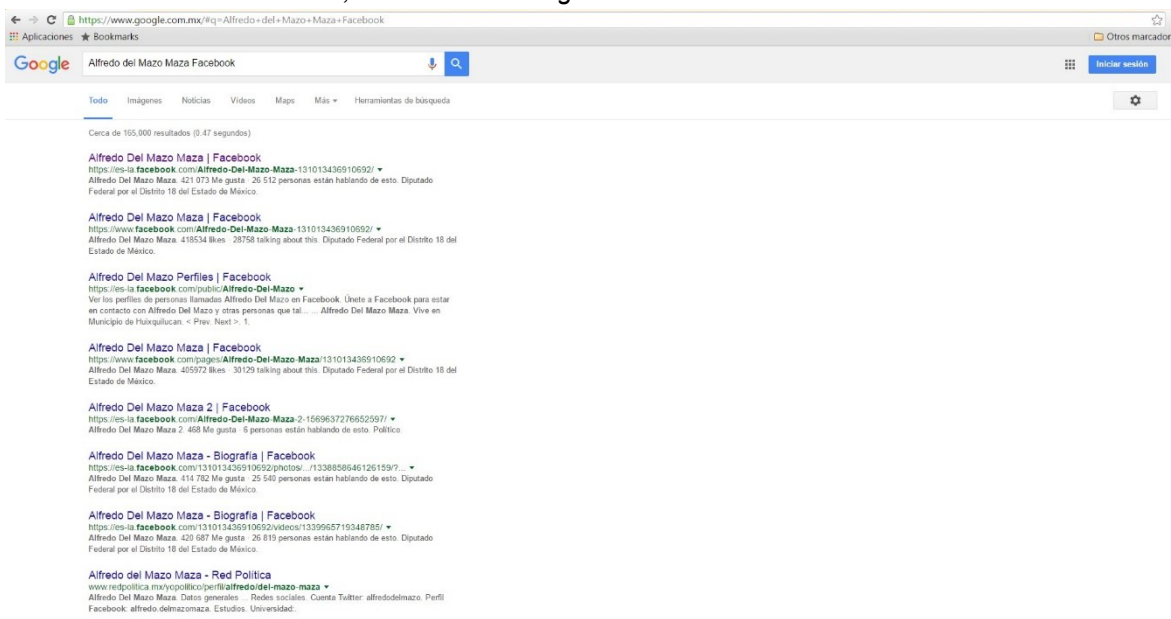 https://www.google.com.mx/#q=Alfredo+del+Mazo+Maza+Facebook
Aplicaciones Bookmarks Otros marcador
Google Alfredo del Mazo Maza Facebook Iniciar sesión
Todo Imágenes Noticias Vídeos Maps Más Herramientas de búsqueda
Cerca de 165,000 resultados (0.47 segundos)
Alfredo Del Mazo Maza | Facebook
https://es-la.facebook.com/Alfredo-Del-Mazo-Maza-131013436910692/
Alfredo Del Mazo Maza. 421 073 Me gusta · 26 512 personas están hablando de esto. Diputado
Federal por el Distrito 18 del Estado de México.
Alfredo Del Mazo Maza | Facebook
https://www.facebook.com/Alfredo-Del-Mazo-Maza-131013436910692/
Alfredo Del Mazo Maza. 418534 likes · 28758 talking about this. Diputado Federal por el Distrito 18 del
Estado de México.
Alfredo Del Mazo Perfiles | Facebook
https://es-la.facebook.com/public/Alfredo-Del-Mazo
Ver los perfiles de personas llamadas Alfredo Del Mazo en Facebook. Únete a Facebook para estar
en contacto con Alfredo Del Mazo y otras personas que tal... ... Alfredo Del Mazo Maza. Vive en
Municipio de Huixquilucan. < Prev. Next >. 1.
Alfredo Del Mazo Maza | Facebook
https://www.facebook.com/pages/Alfredo-Del-Mazo-Maza/131013436910692
Alfredo Del Mazo Maza. 405972 likes · 30129 talking about this. Diputado Federal por el Distrito 18 del
Estado de México.
Alfredo Del Mazo Maza 2 | Facebook
https://es-la.facebook.com/Alfredo-Del-Mazo-Maza-2-1569637276652597/
Alfredo Del Mazo Maza 2. 468 Me gusta · 6 personas están hablando de esto. Político.
Alfredo Del Mazo Maza - Biografía | Facebook
https://es-la.facebook.com/131013436910692/photos/.../1338858646126159/?...
Alfredo Del Mazo Maza. 414 782 Me gusta · 25 540 personas están hablando de esto. Diputado
Federal por el Distrito 18 del Estado de México.
Alfredo Del Mazo Maza - Biografía | Facebook
https://es-la.facebook.com/131013436910692/videos/1339965719348785/
Alfredo Del Mazo Maza. 420 687 Me gusta · 26 819 personas están hablando de esto. Diputado
Federal por el Distrito 18 del Estado de México.
Alfredo del Mazo Maza - Red Política
www.redpolitica.mx/yopolitico/perfil/alfredo/del-mazo-maza
Alfredo Del Mazo Maza. Datos generales ... Redes sociales. Cuenta Twitter: alfredodelmazo. Perfil
Facebook: alfredo.delmazomaza. Estudios. Universidad:.